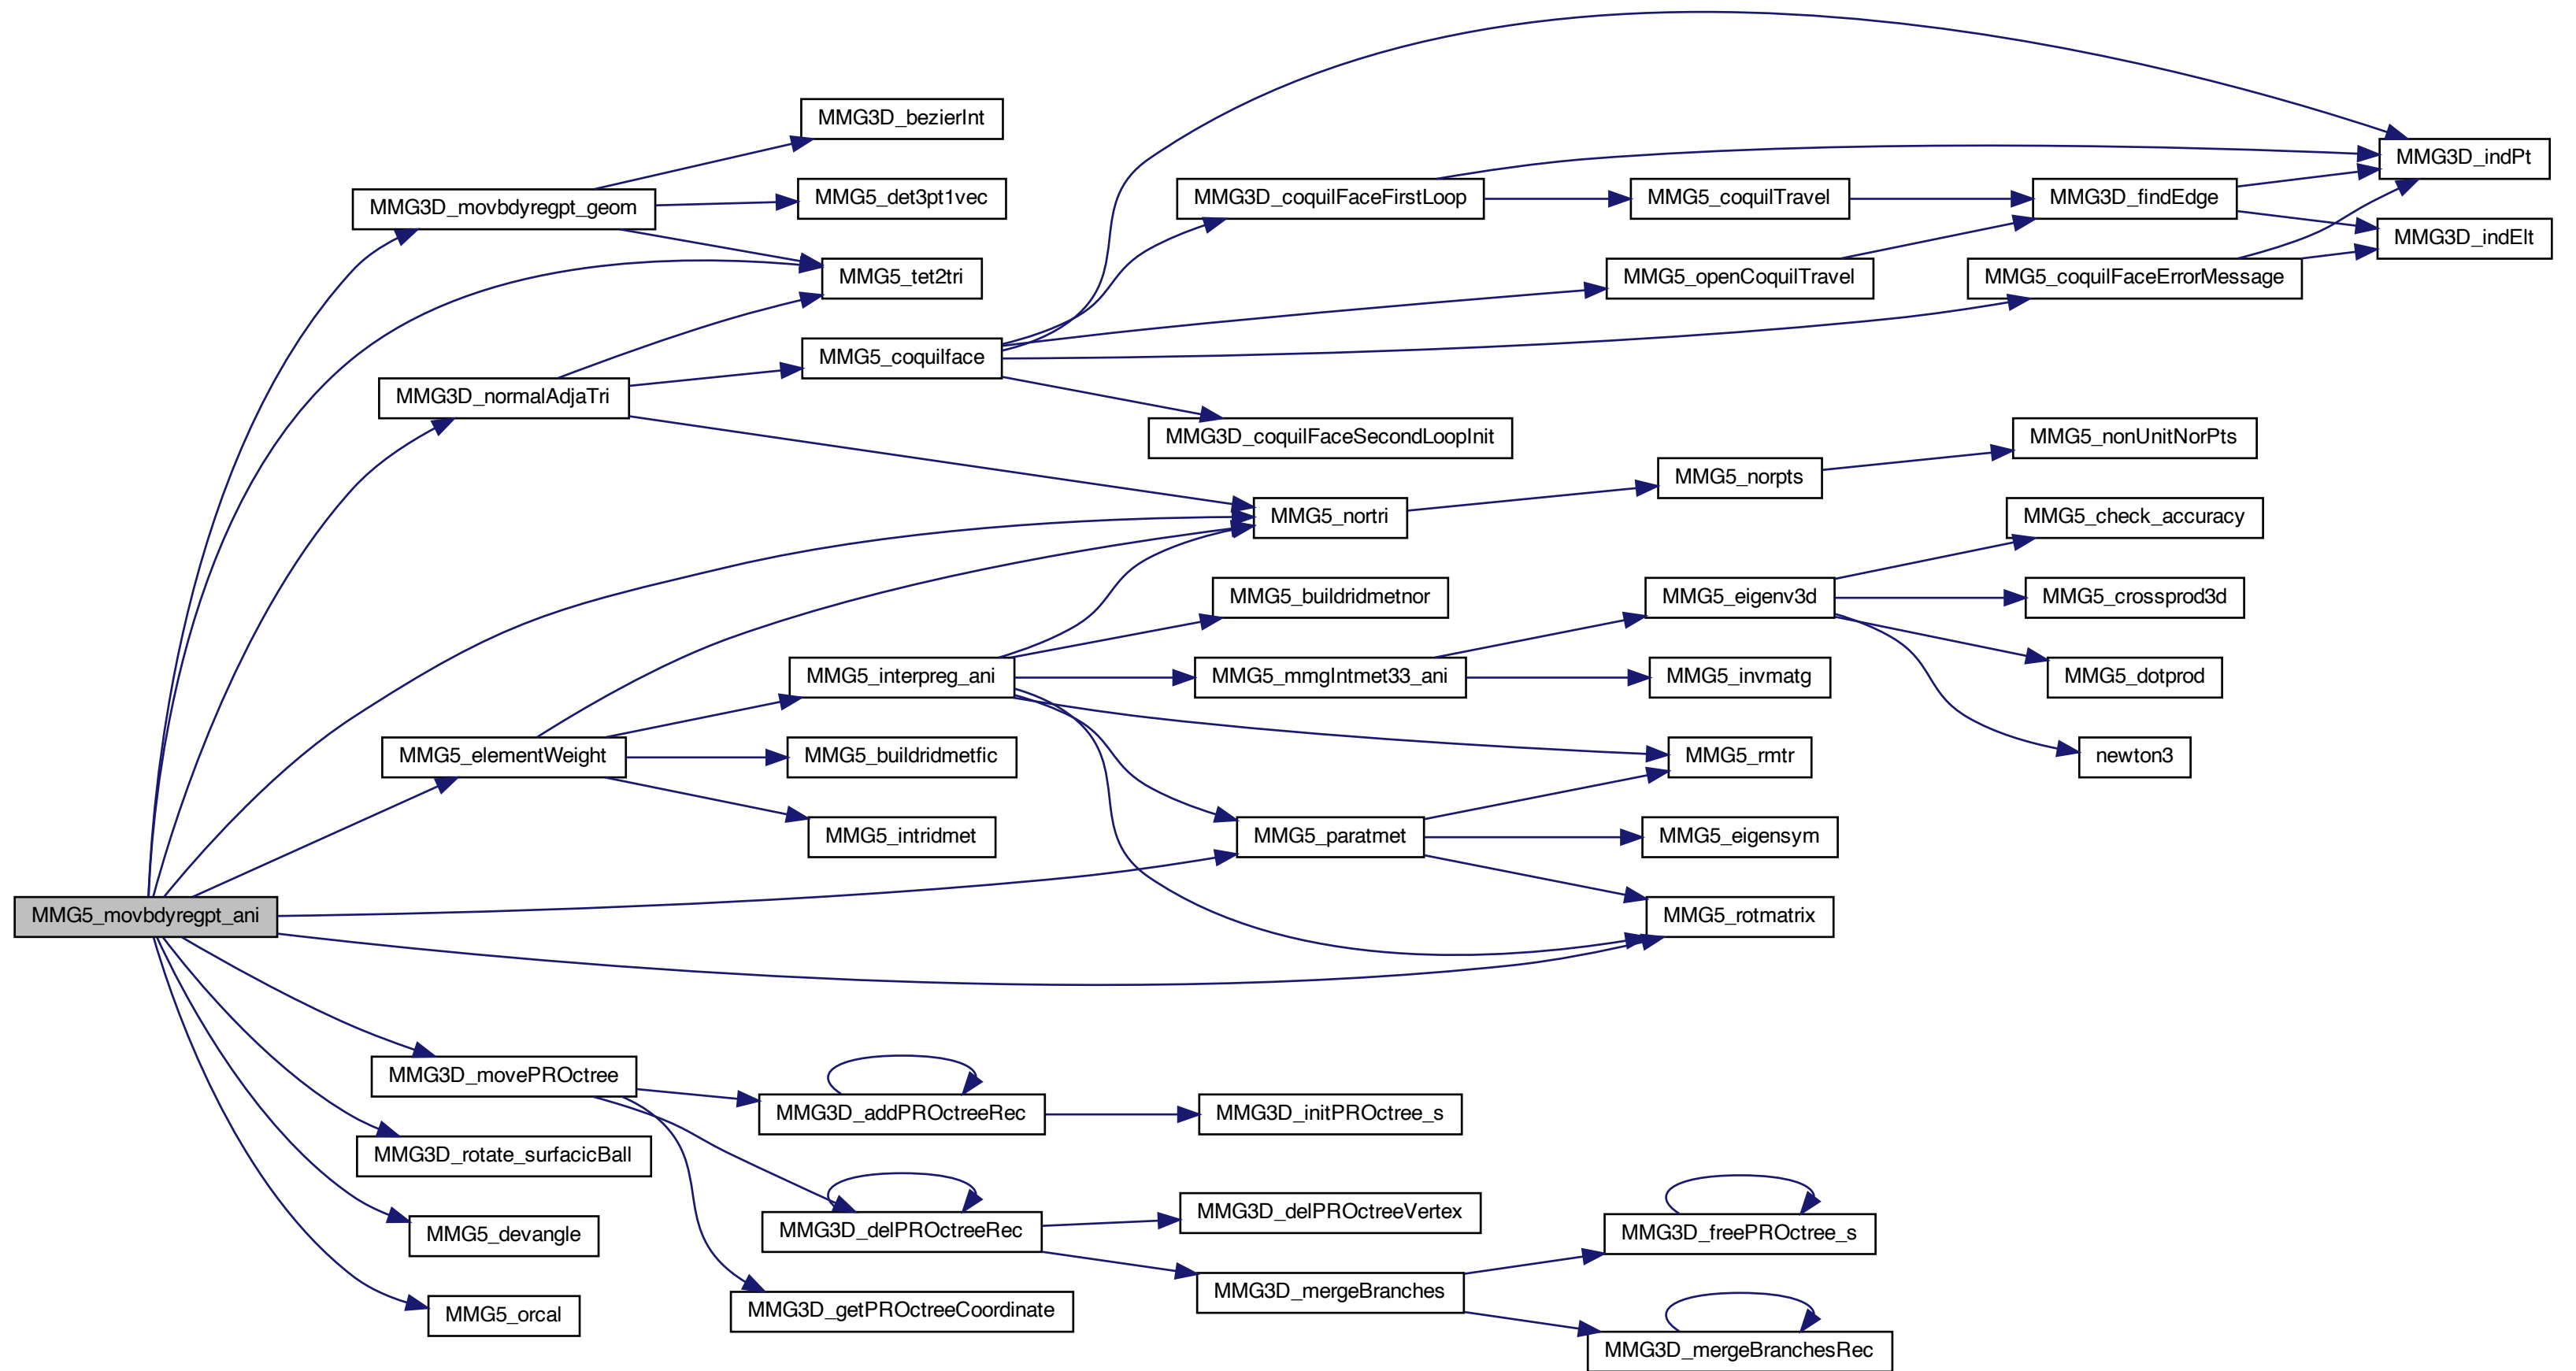 MMG3D_bezierInt
MMG3D_indPt
MMG5_det3pt1vec
MMG3D_coquilFaceFirstLoop
MMG5_coquilTravel
MMG3D_findEdge
MMG3D_movbdyregpt_geom
MMG3D_indElt
MMG5_tet2tri
MMG5_openCoquilTravel
MMG5_coquilFaceErrorMessage
MMG5_coquilface
MMG3D_normalAdjaTri
MMG3D_coquilFaceSecondLoopInit
MMG5_nonUnitNorPts
MMG5_norpts
MMG5_nortri
MMG5_check_accuracy
MMG5_buildridmetnor
MMG5_eigenv3d
MMG5_crossprod3d
MMG5_interpreg_ani
MMG5_mmgIntmet33_ani
MMG5_invmatg
MMG5_dotprod
MMG5_elementWeight
MMG5_buildridmetfic
MMG5_rmtr
newton3
MMG5_intridmet
MMG5_paratmet
MMG5_eigensym
MMG5_movbdyregpt_ani
MMG5_rotmatrix
MMG3D_movePROctree
MMG3D_addPROctreeRec
MMG3D_initPROctree_s
MMG3D_rotate_surfacicBall
MMG3D_delPROctreeVertex
MMG5_devangle
MMG3D_delPROctreeRec
MMG3D_freePROctree_s
MMG3D_mergeBranches
MMG5_orcal
MMG3D_getPROctreeCoordinate
MMG3D_mergeBranchesRec